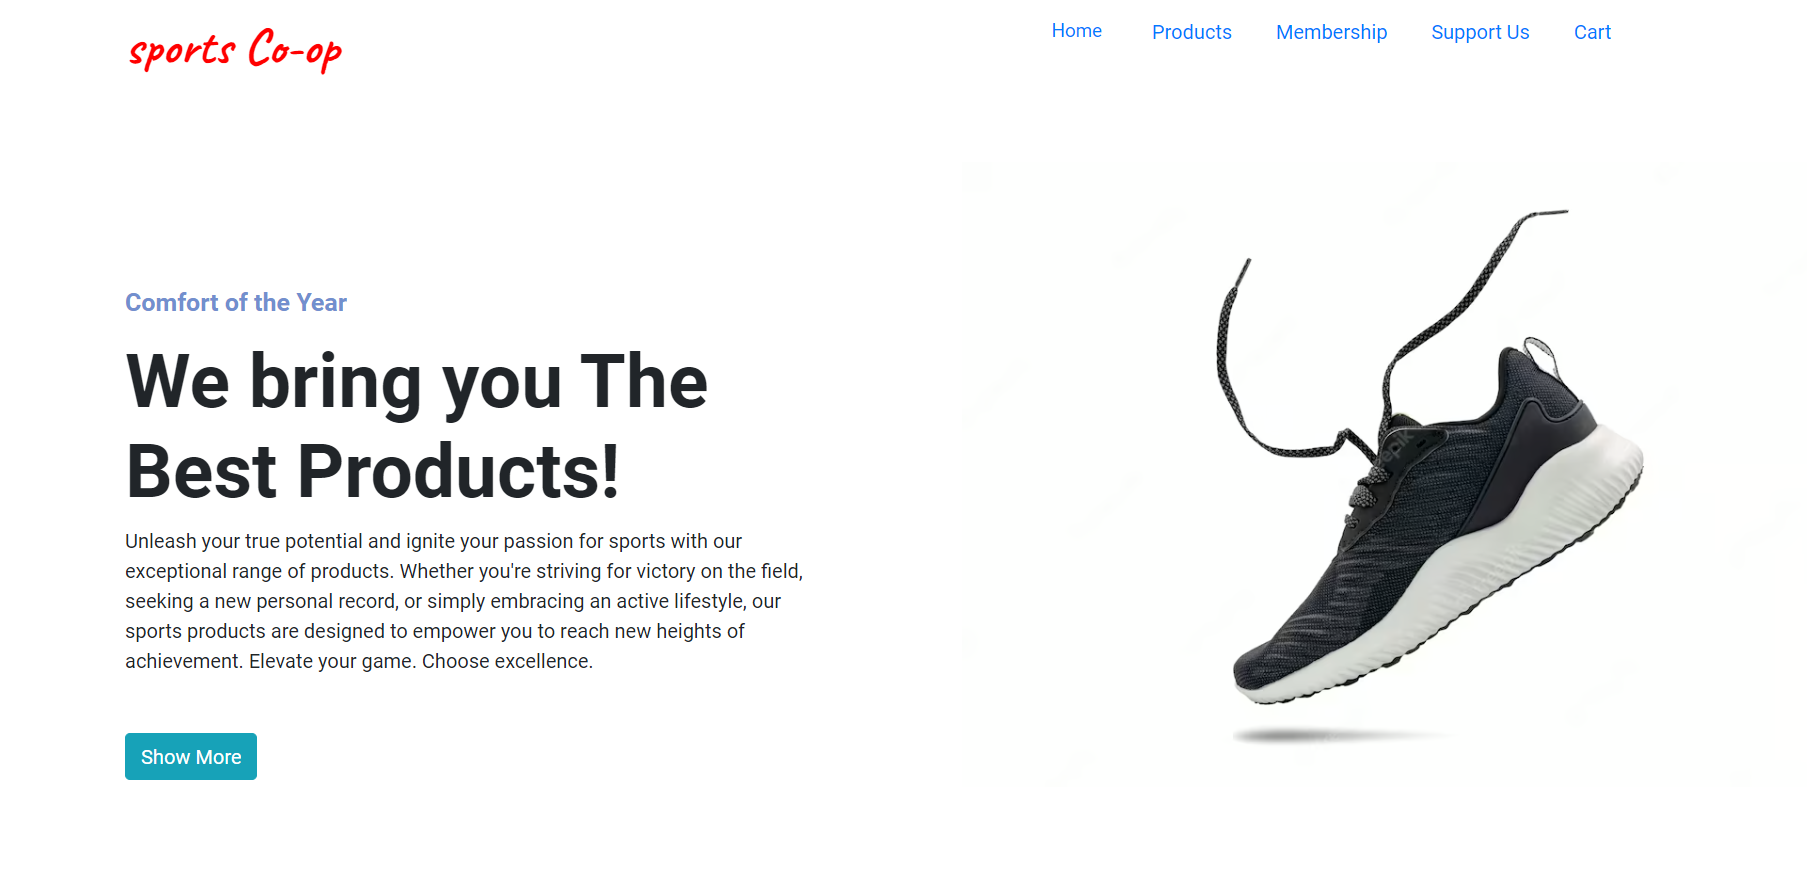 sports Co-op
Home Products Membership Support Us Cart
Comfort of the Year
We bring you The
Best Products!
Unleash your true potential and ignite your passion for sports with our
exceptional range of products. Whether you're striving for victory on the field,
seeking a new personal record, or simply embracing an active lifestyle, our
sports products are designed to empower you to reach new heights of
achievement. Elevate your game. Choose excellence.
Show More